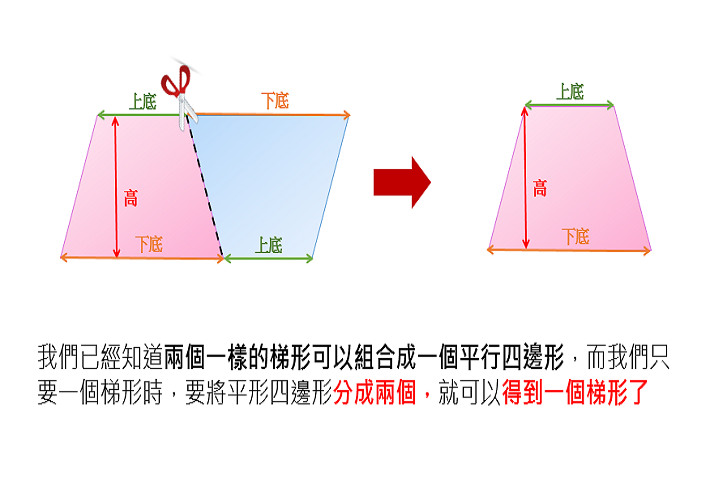 上底
下底
高
下底
上底
上底
高
下底
我們已經知道兩個一樣的梯形可以組合成一個平行四邊形，而我們只
要一個梯形時，要將平形四邊形分成兩個，就可以得到一個梯形了